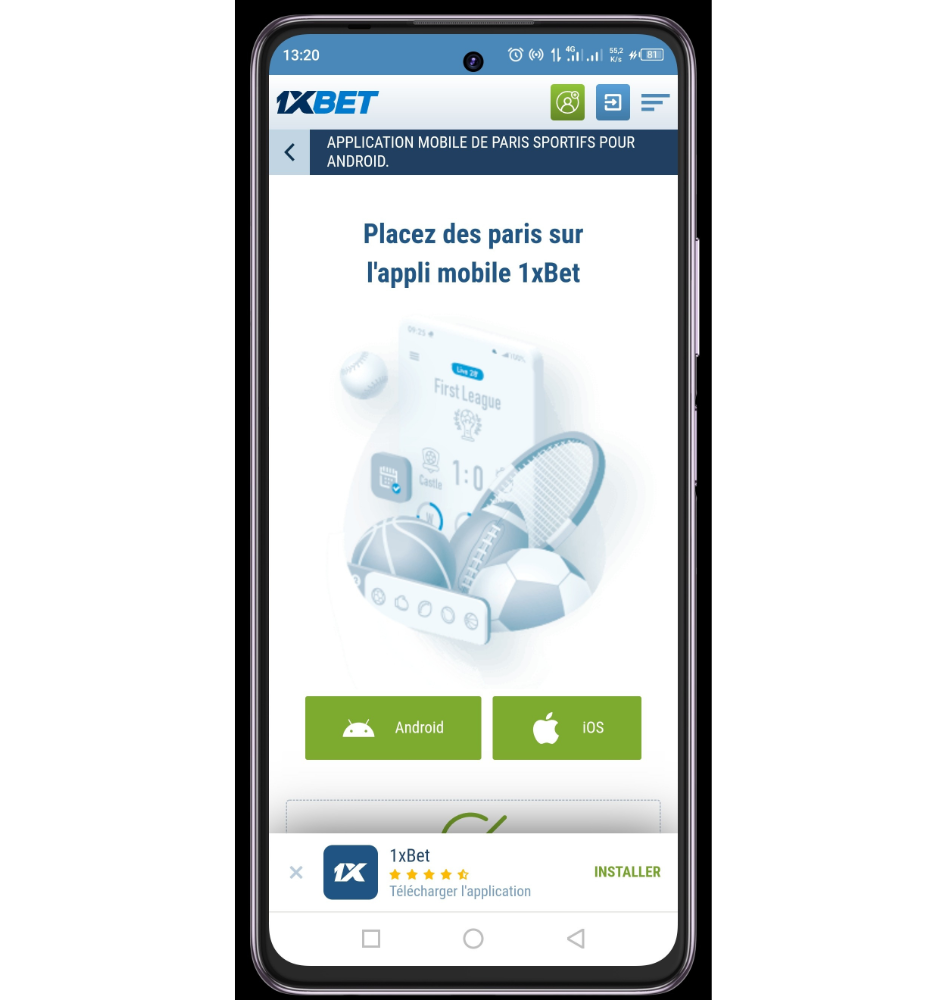 13:20
4G
55,2
K/s
81
1XBET
APPLICATION MOBILE DE PARIS SPORTIFS POUR
ANDROID.
Placez des paris sur
l'appli mobile 1xBet
09:25
Live 28'
First League
Castle
1:0
Android
iOS
1X
1xBet
Télécharger l'application
INSTALLER